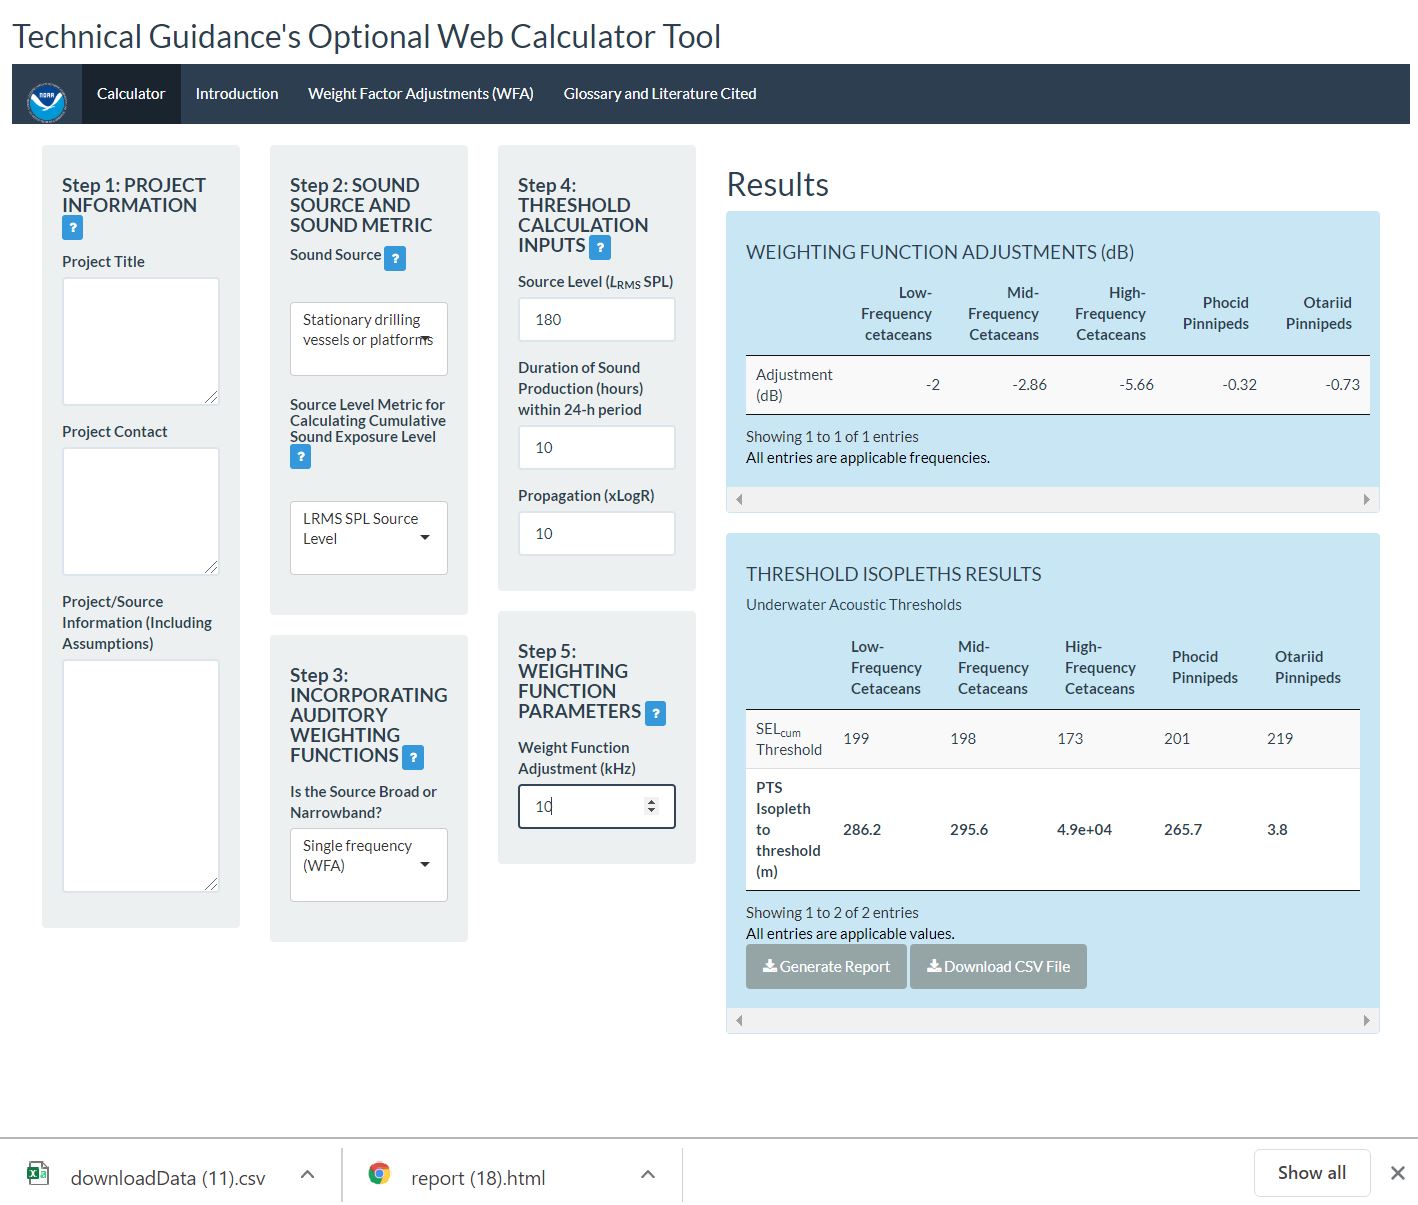 Technical Guidance's Optional Web Calculator Tool
NOAA
Calculator
Introduction
Weight Factor Adjustments (WFA)
Glossary and Literature Cited
Step 1: PROJECT
INFORMATION
?
Project Title
Project Contact
Project/Source
Information (Including
Assumptions)
Step 2: SOUND
SOURCE AND
SOUND METRIC
Sound Source ?
Stationary drilling
vessels or platforms
Source Level Metric for
Calculating Cumulative
Sound Exposure Level
?
LRMS SPL Source
Level
Step 3:
INCORPORATING
AUDITORY
WEIGHTING
FUNCTIONS ?
Is the Source Broad or
Narrowband?
Single frequency
(WFA)
Step 4:
THRESHOLD
CALCULATION
INPUTS ?
Source Level (LRMS SPL)
180
Duration of Sound
Production (hours)
within 24-h period
10
Propagation (xLogR)
10
Step 5:
WEIGHTING
FUNCTION
PARAMETERS ?
Weight Function
Adjustment (kHz)
10
Results
WEIGHTING FUNCTION ADJUSTMENTS (dB)
Low-
Frequency
cetaceans
Mid-
Frequency
Cetaceans
High-
Frequency
Cetaceans
Phocid
Pinnipeds
Otariid
Pinnipeds
Adjustment
(dB)
-2
-2.86
-5.66
-0.32
-0.73
Showing 1 to 1 of 1 entries
All entries are applicable frequencies.
THRESHOLD ISOPLETHS RESULTS
Underwater Acoustic Thresholds
Low-
Frequency
Cetaceans
Mid-
Frequency
Cetaceans
High-
Frequency
Cetaceans
Phocid
Pinnipeds
Otariid
Pinnipeds
SELcum
Threshold
199
198
173
201
219
PTS
Isopleth
to
threshold
(m)
286.2
295.6
4.9e+04
265.7
3.8
Showing 1 to 2 of 2 entries
All entries are applicable values.
Generate Report
Download CSV File
downloadData (11).csv
report (18).html
Show all